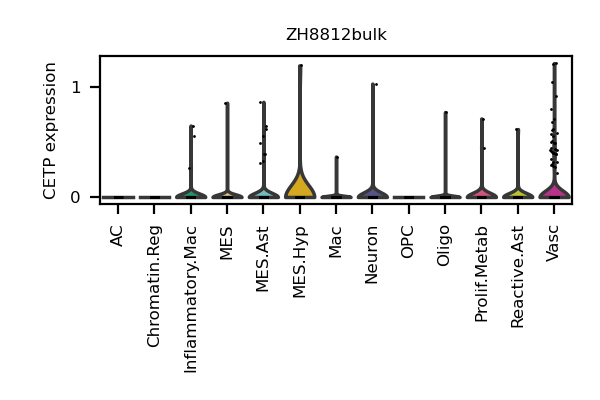 ZH8812bulk
CETP expression
1
0
AC
Chromatin.Reg
Inflammatory.Mac
MES
MES.Ast
MES.Hyp
Mac
Neuron
OPC
Oligo
Prolif.Metab
Reactive.Ast
Vasc